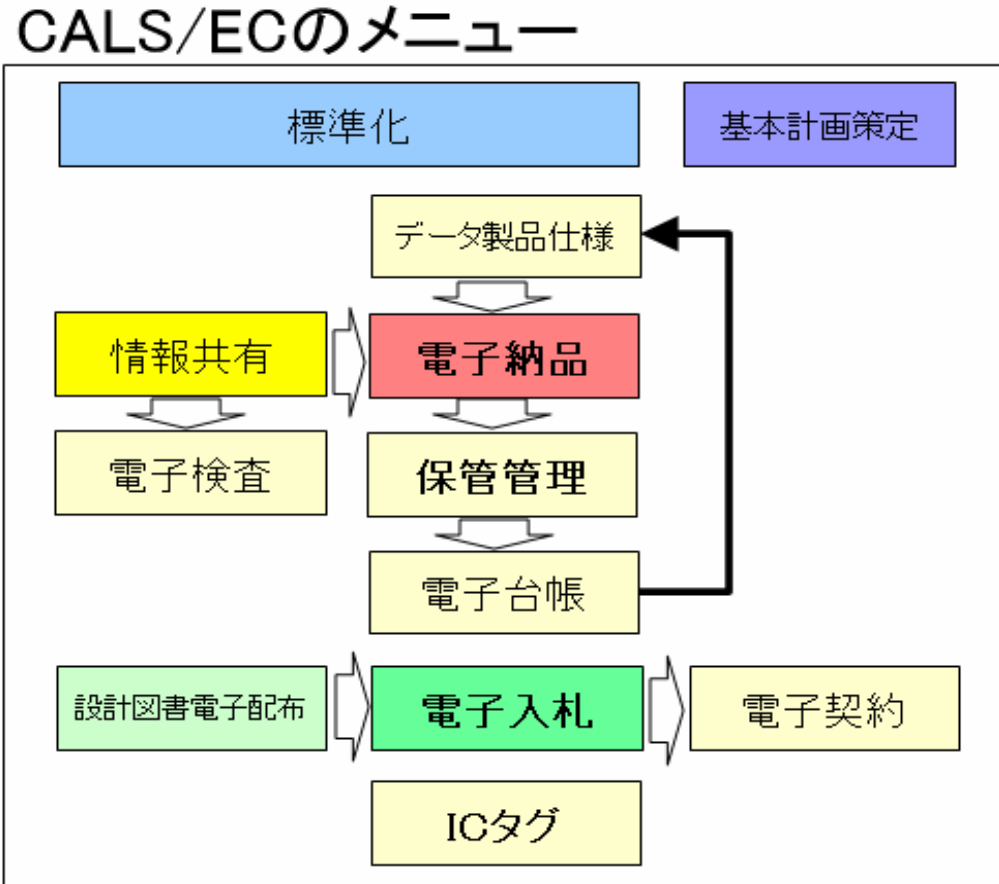 CALS/ECのメニュー
標準化
基本計画策定
データ製品仕様
情報共有
電子納品
電子検査
保管管理
電子台帳
設計図書電子配布
電子入札
電子契約
ICタグ